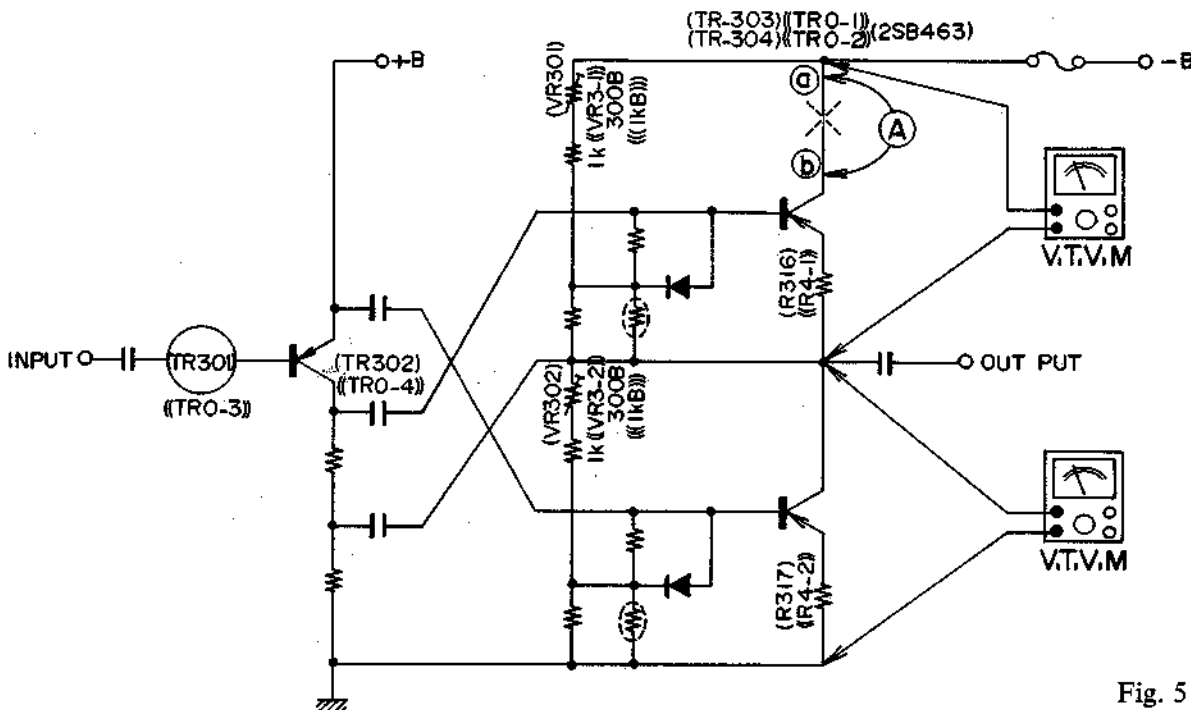 (TR-303)((TRO-1))
(TR-304)((TRO-2))
(2SB463)
+B
-B
(VR301)
1k((VR3-1))
300B
(((1kB)))
a
A
b
V.T.V.M
(R316)
((R4-1))
INPUT
TR301
((TRO-3))
(TR302)
((TRO-4))
OUT PUT
(VR302)
1k((VR3-2))
300B
(((1kB)))
V.T.V.M
(R317)
((R4-2))
Fig. 5